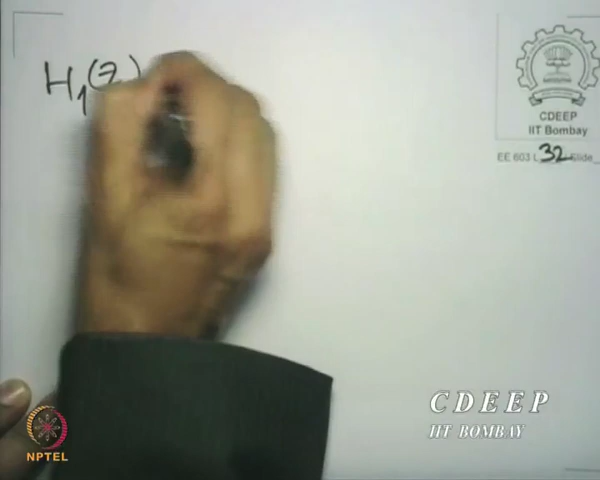 H₁(z)
CDEEP
IIT Bombay
EE 603 L 32 Slide
CDEEP
IIT BOMBAY
NPTEL